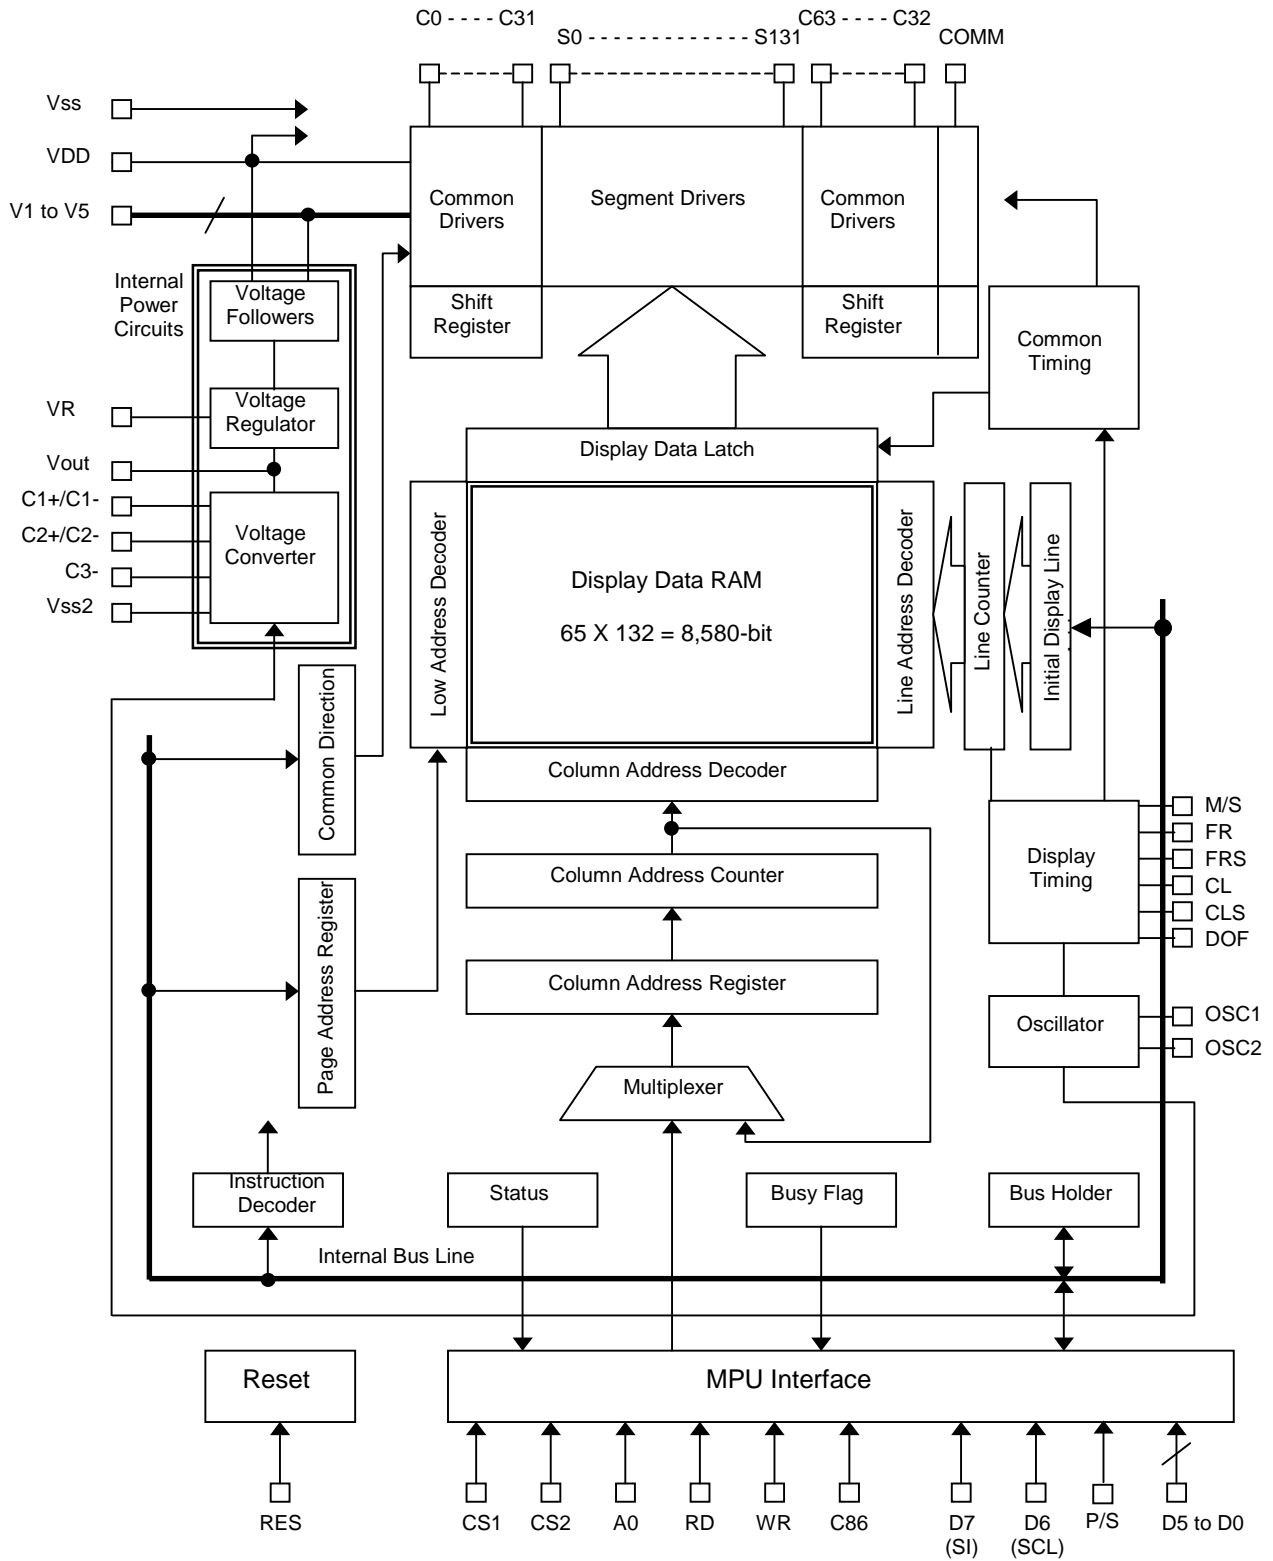 C0 - - - - C31
C63 - - - - C32
S0 - - - - - - - - - - - - - S131
COMM
Vss
VDD
V1 to V5
Common
Drivers
Segment Drivers
Common
Drivers
Internal
Power
Circuits
Voltage
Followers
Shift
Register
Shift
Register
Common
Timing
VR
Voltage
Regulator
Vout
Display Data Latch
C1+/C1-
C2+/C2-
C3-
Vss2
Voltage
Converter
Low Address Decoder
Display Data RAM
65 X 132 = 8,580-bit
Line Address Decoder
Line Counter
Initial Display Line
Common Direction
Column Address Decoder
M/S
FR
FRS
CL
CLS
DOF
Display
Timing
Column Address Counter
Page Address Register
Column Address Register
Oscillator
OSC1
OSC2
Multiplexer
Instruction
Decoder
Status
Busy Flag
Bus Holder
Internal Bus Line
Reset
MPU Interface
RES
CS1
CS2
A0
RD
WR
C86
D7
(SI)
D6
(SCL)
P/S
D5 to D0